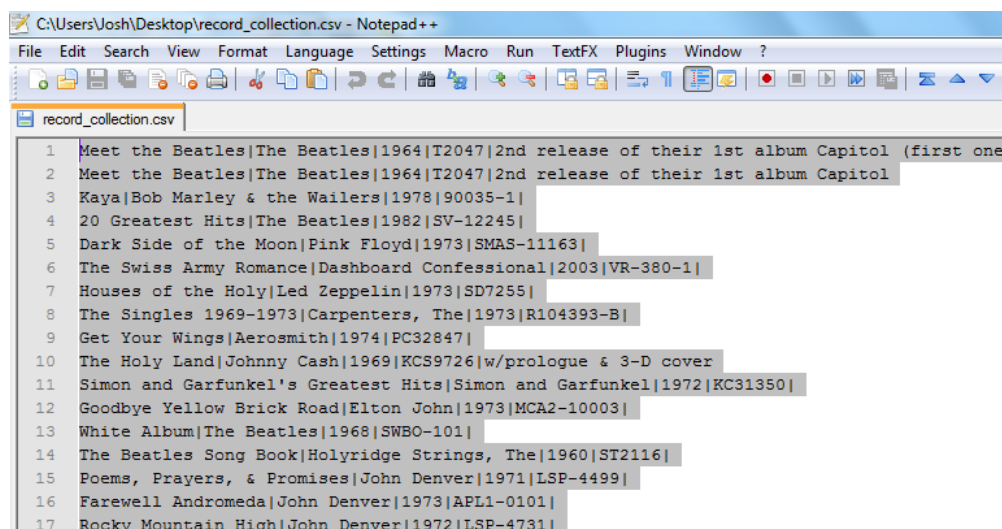 C:\Users\Josh\Desktop\record_collection.csv - Notepad++
File Edit Search View Format Language Settings Macro Run TextFX Plugins Window ?
record_collection.csv
1 Meet the Beatles|The Beatles|1964|T2047|2nd release of their 1st album Capitol (first one
2 Meet the Beatles|The Beatles|1964|T2047|2nd release of their 1st album Capitol
3 Kaya|Bob Marley & the Wailers|1978|90035-1|
4 20 Greatest Hits|The Beatles|1982|SV-12245|
5 Dark Side of the Moon|Pink Floyd|1973|SMAS-11163|
6 The Swiss Army Romance|Dashboard Confessional|2003|VR-380-1|
7 Houses of the Holy|Led Zeppelin|1973|SD7255|
8 The Singles 1969-1973|Carpenters, The|1973|R104393-B|
9 Get Your Wings|Aerosmith|1974|PC32847|
10 The Holy Land|Johnny Cash|1969|KCS9726|w/prologue & 3-D cover
11 Simon and Garfunkel's Greatest Hits|Simon and Garfunkel|1972|KC31350|
12 Goodbye Yellow Brick Road|Elton John|1973|MCA2-10003|
13 White Album|The Beatles|1968|SWBO-101|
14 The Beatles Song Book|Holyridge Strings, The|1960|ST2116|
15 Poems, Prayers, & Promises|John Denver|1971|LSP-4499|
16 Farewell Andromeda|John Denver|1973|APL1-0101|
17 Rocky Mountain High|John Denver|1972|LSP-4731|